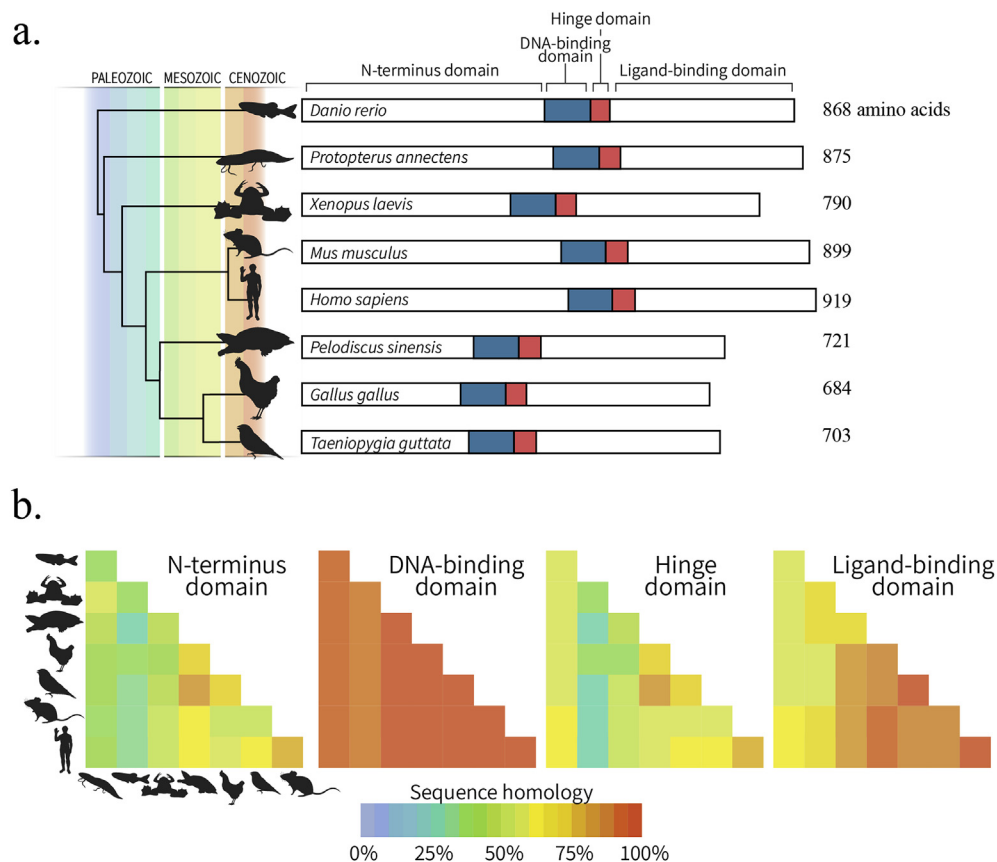 a.
Hinge domain
DNA-binding
domain
PALEOZOIC MESOZOIC CENOZOIC
N-terminus domain
Ligand-binding domain
Danio rerio
868 amino acids
Protopterus annectens
875
Xenopus laevis
790
Mus musculus
899
Homo sapiens
919
Pelodiscus sinensis
721
Gallus gallus
684
Taeniopygia guttata
703
b.
N-terminus
domain
DNA-binding
domain
Hinge
domain
Ligand-binding
domain
Sequence homology
0% 25% 50% 75% 100%